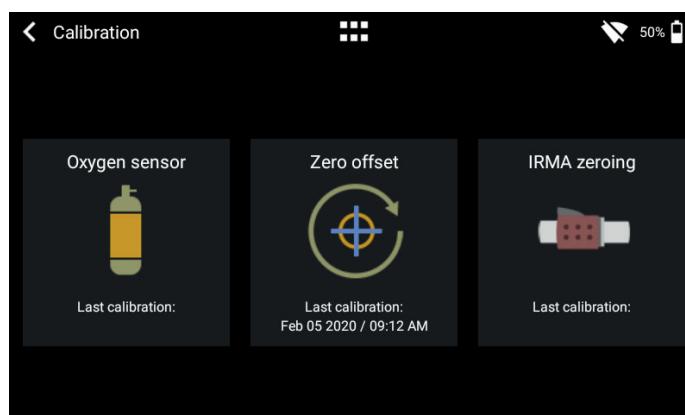 Calibration
50%
Oxygen sensor
Zero offset
IRMA zeroing
Last calibration:
Last calibration:
Feb 05 2020 / 09:12 AM
Last calibration: